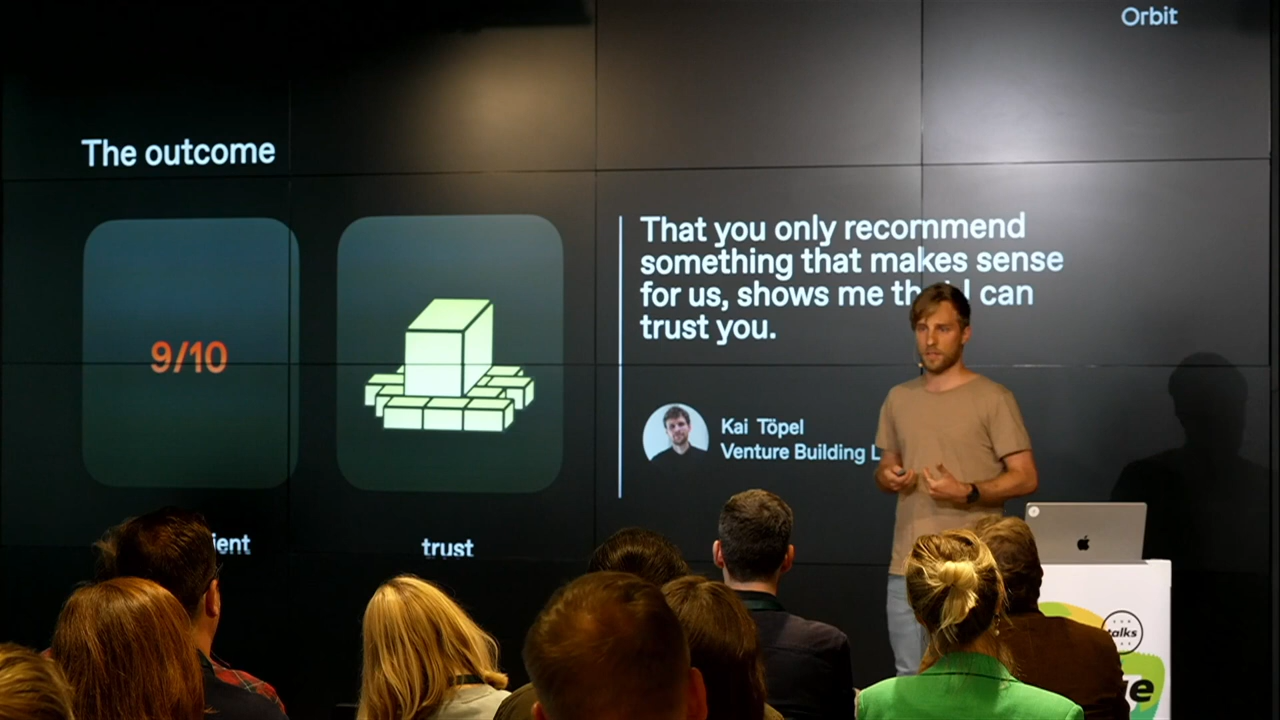 Orbit
The outcome
9/10
That you only recommend
something that makes sense
for us, shows me that I can
trust you.
Kai Töpel
Venture Building
trust
talks